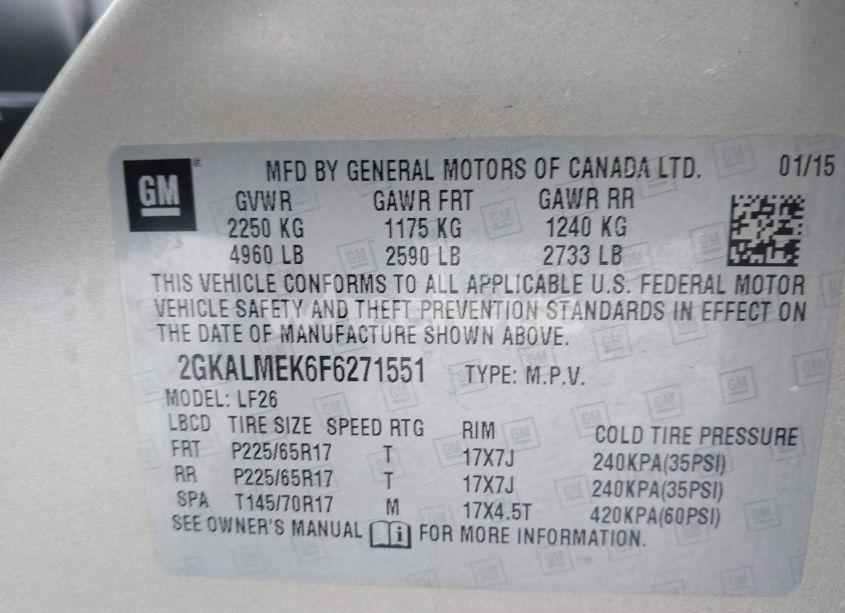 GM ® MFD BY GENERAL MOTORS OF CANADA LTD. 01/15
GVWR GAWR FRT GAWR RR
2250 KG 1175 KG 1240 KG
4960 LB 2590 LB 2733 LB
THIS VEHICLE CONFORMS TO ALL APPLICABLE U.S. FEDERAL MOTOR
VEHICLE SAFETY AND THEFT PREVENTION STANDARDS IN EFFECT ON
THE DATE OF MANUFACTURE SHOWN ABOVE.
2GKALMEK6F6271551 TYPE: M.P.V.
MODEL: LF26
LBCD TIRE SIZE SPEED RTG RIM COLD TIRE PRESSURE
FRT P225/65R17 T 17X7J 240KPA(35PSI)
RR P225/65R17 T 17X7J 240KPA(35PSI)
SPA T145/70R17 M 17X4.5T 420KPA(60PSI)
SEE OWNER'S MANUAL i FOR MORE INFORMATION.